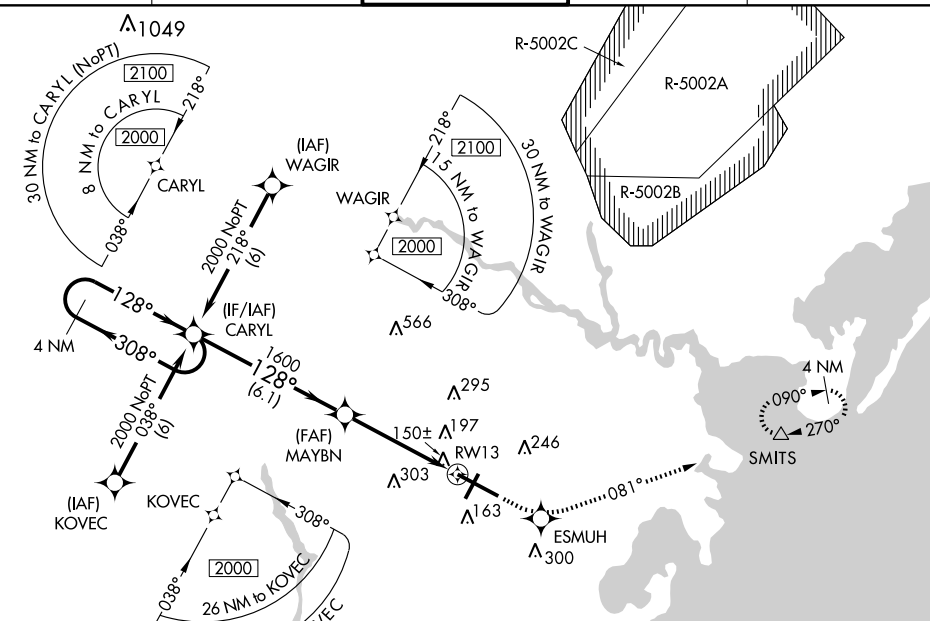 1049
R-5002C
R-5002A
R-5002B
30 NM to CARYL (NoPT)
2100
218°
8 NM to CARYL
2000
CARYL
038°
(IAF)
WAGIR
2000 NoPT
218°
(6)
WAGIR
218°
2100
30 NM to WAGIR
15 NM to WAGIR
2000
308°
128°
4 NM
308°
(IF/IAF)
CARYL
1600
128°
(6.1)
566
2000 NoPT
038°
(6)
(IAF)
KOVEC
(FAF)
MAYBN
295
197
150±
RW13
246
303
163
ESMUH
300
081°
4 NM
090°
270°
SMITS
KOVEC
308°
2000
038°
26 NM to KOVEC
VEC